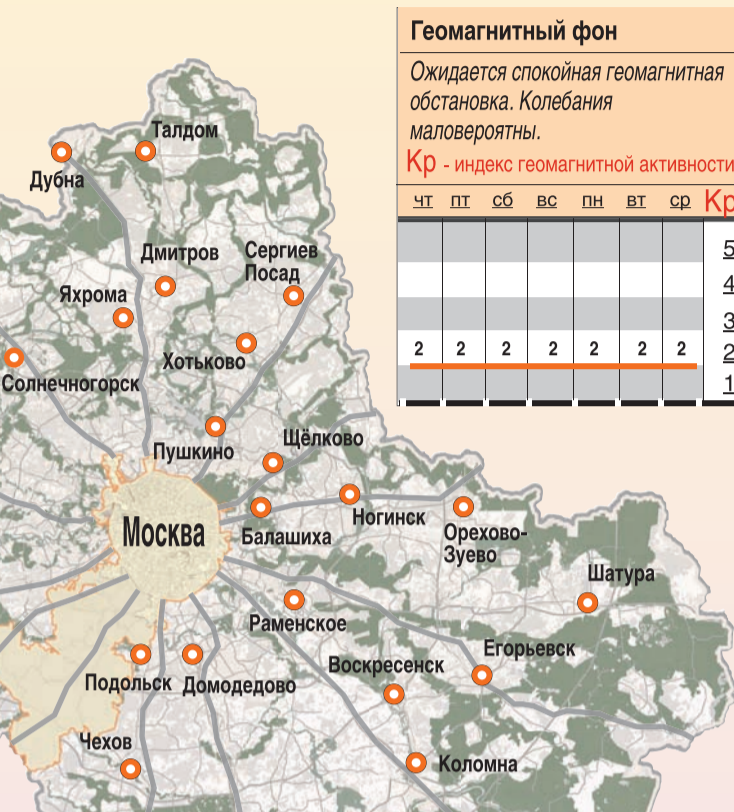 Геомагнитный фон
Ожидается спокойная геомагнитная
обстановка. Колебания
маловероятны.
Кр - индекс геомагнитной активности
чт пт сб вс пн вт ср Кр
5
4
3
2 2 2 2 2 2 2 2
1
Талдом
Дубна
Дмитров
Сергиев
Посад
Яхрома
Хотьково
Солнечногорск
Пушкино
Щёлково
Ногинск
Москва
Балашиха
Орехово-
Зуево
Шатура
Раменское
Егорьевск
Воскресенск
Подольск
Домодедово
Чехов
Коломна